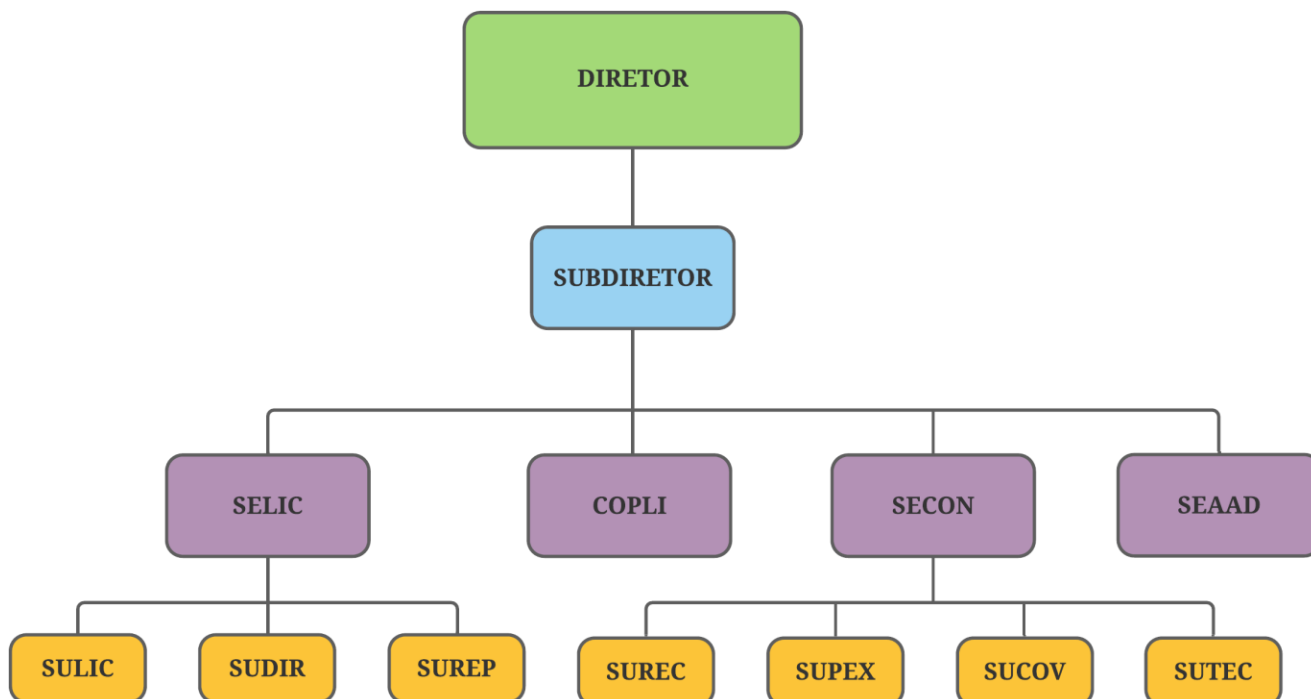 DIRETOR
SUBDIRETOR
SELIC
COPLI
SECON
SEAAD
SULIC
SUDIR
SUREP
SUREC
SUPEX
SUCOV
SUTEC